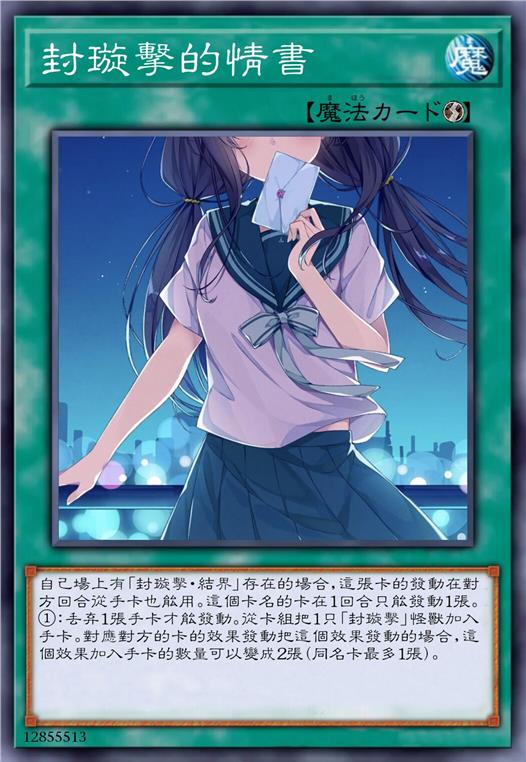 封璇擊的情書
魔
【魔法カード】
まほう
自己場上有「封璇擊・結界」存在的場合,這張卡的發動在對
方回合從手卡也能用。這個卡名的卡在1回合只能發動1張。
①:去弃1張手卡才能發動。從卡組把1只「封璇擊」怪獸加入
手卡。對應對方的卡的效果發動把這個效果發動的場合,這
個效果加入手卡的數量可以變成2張(同名卡最多1張)。
12855513